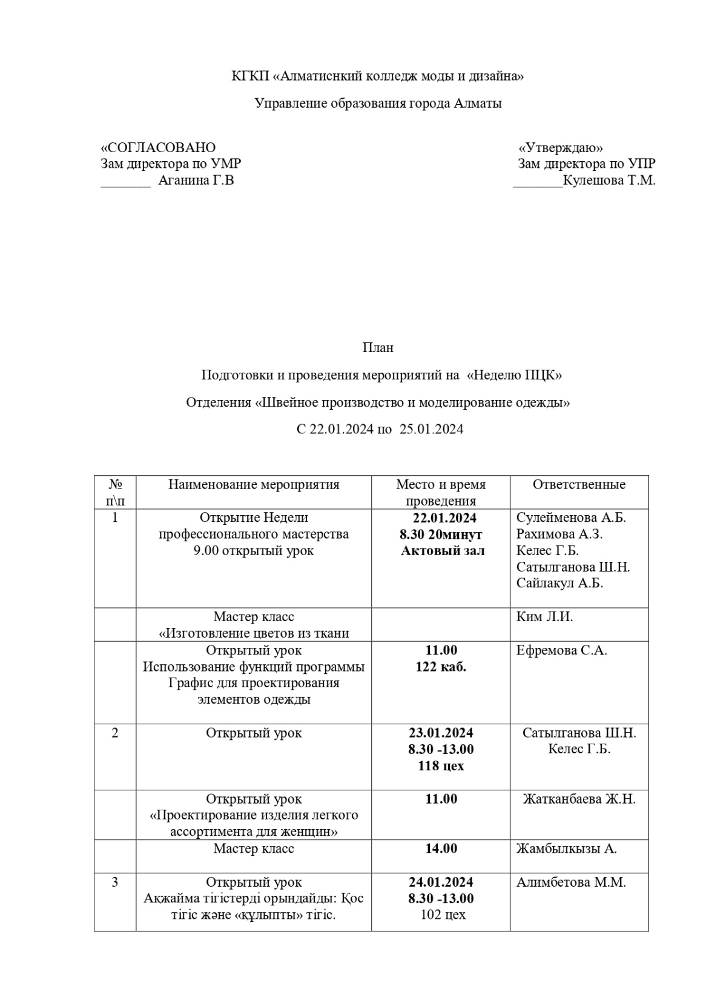 КГКП «Алматиснкий колледж моды и дизайна»
Управление образования города Алматы
«СОГЛАСОВАНО
Зам директора по УМР
_______ Аганина Г.В
«Утверждаю»
Зам директора по УПР
_______Кулешова Т.М.
План
Подготовки и проведения мероприятий на «Неделю ПЦК»
Отделения «Швейное производство и моделирование одежды»
С 22.01.2024 по 25.01.2024
№
п\п
Наименование мероприятия
Место и время
проведения
Ответственные
1
Открытие Недели
профессионального мастерства
9.00 открытый урок
22.01.2024
8.30 20минут
Актовый зал
Сулейменова А.Б.
Рахимова А.З.
Келес Г.Б.
Сатылганова Ш.Н.
Сайлакул А.Б.
Мастер класс
«Изготовление цветов из ткани
Ким Л.И.
Открытый урок
Использование функций программы
Графис для проектирования
элементов одежды
11.00
122 каб.
Ефремова С.А.
2
Открытый урок
23.01.2024
8.30 -13.00
118 цех
Сатылганова Ш.Н.
Келес Г.Б.
Открытый урок
«Проектирование изделия легкого
ассортимента для женщин»
11.00
Жатканбаева Ж.Н.
Мастер класс
14.00
Жамбылкызы А.
3
Открытый урок
Ақжайма тігістерді орындайды: Қос
тігіс және «құлыпты» тігіс.
24.01.2024
8.30 -13.00
102 цех
Алимбетова М.М.